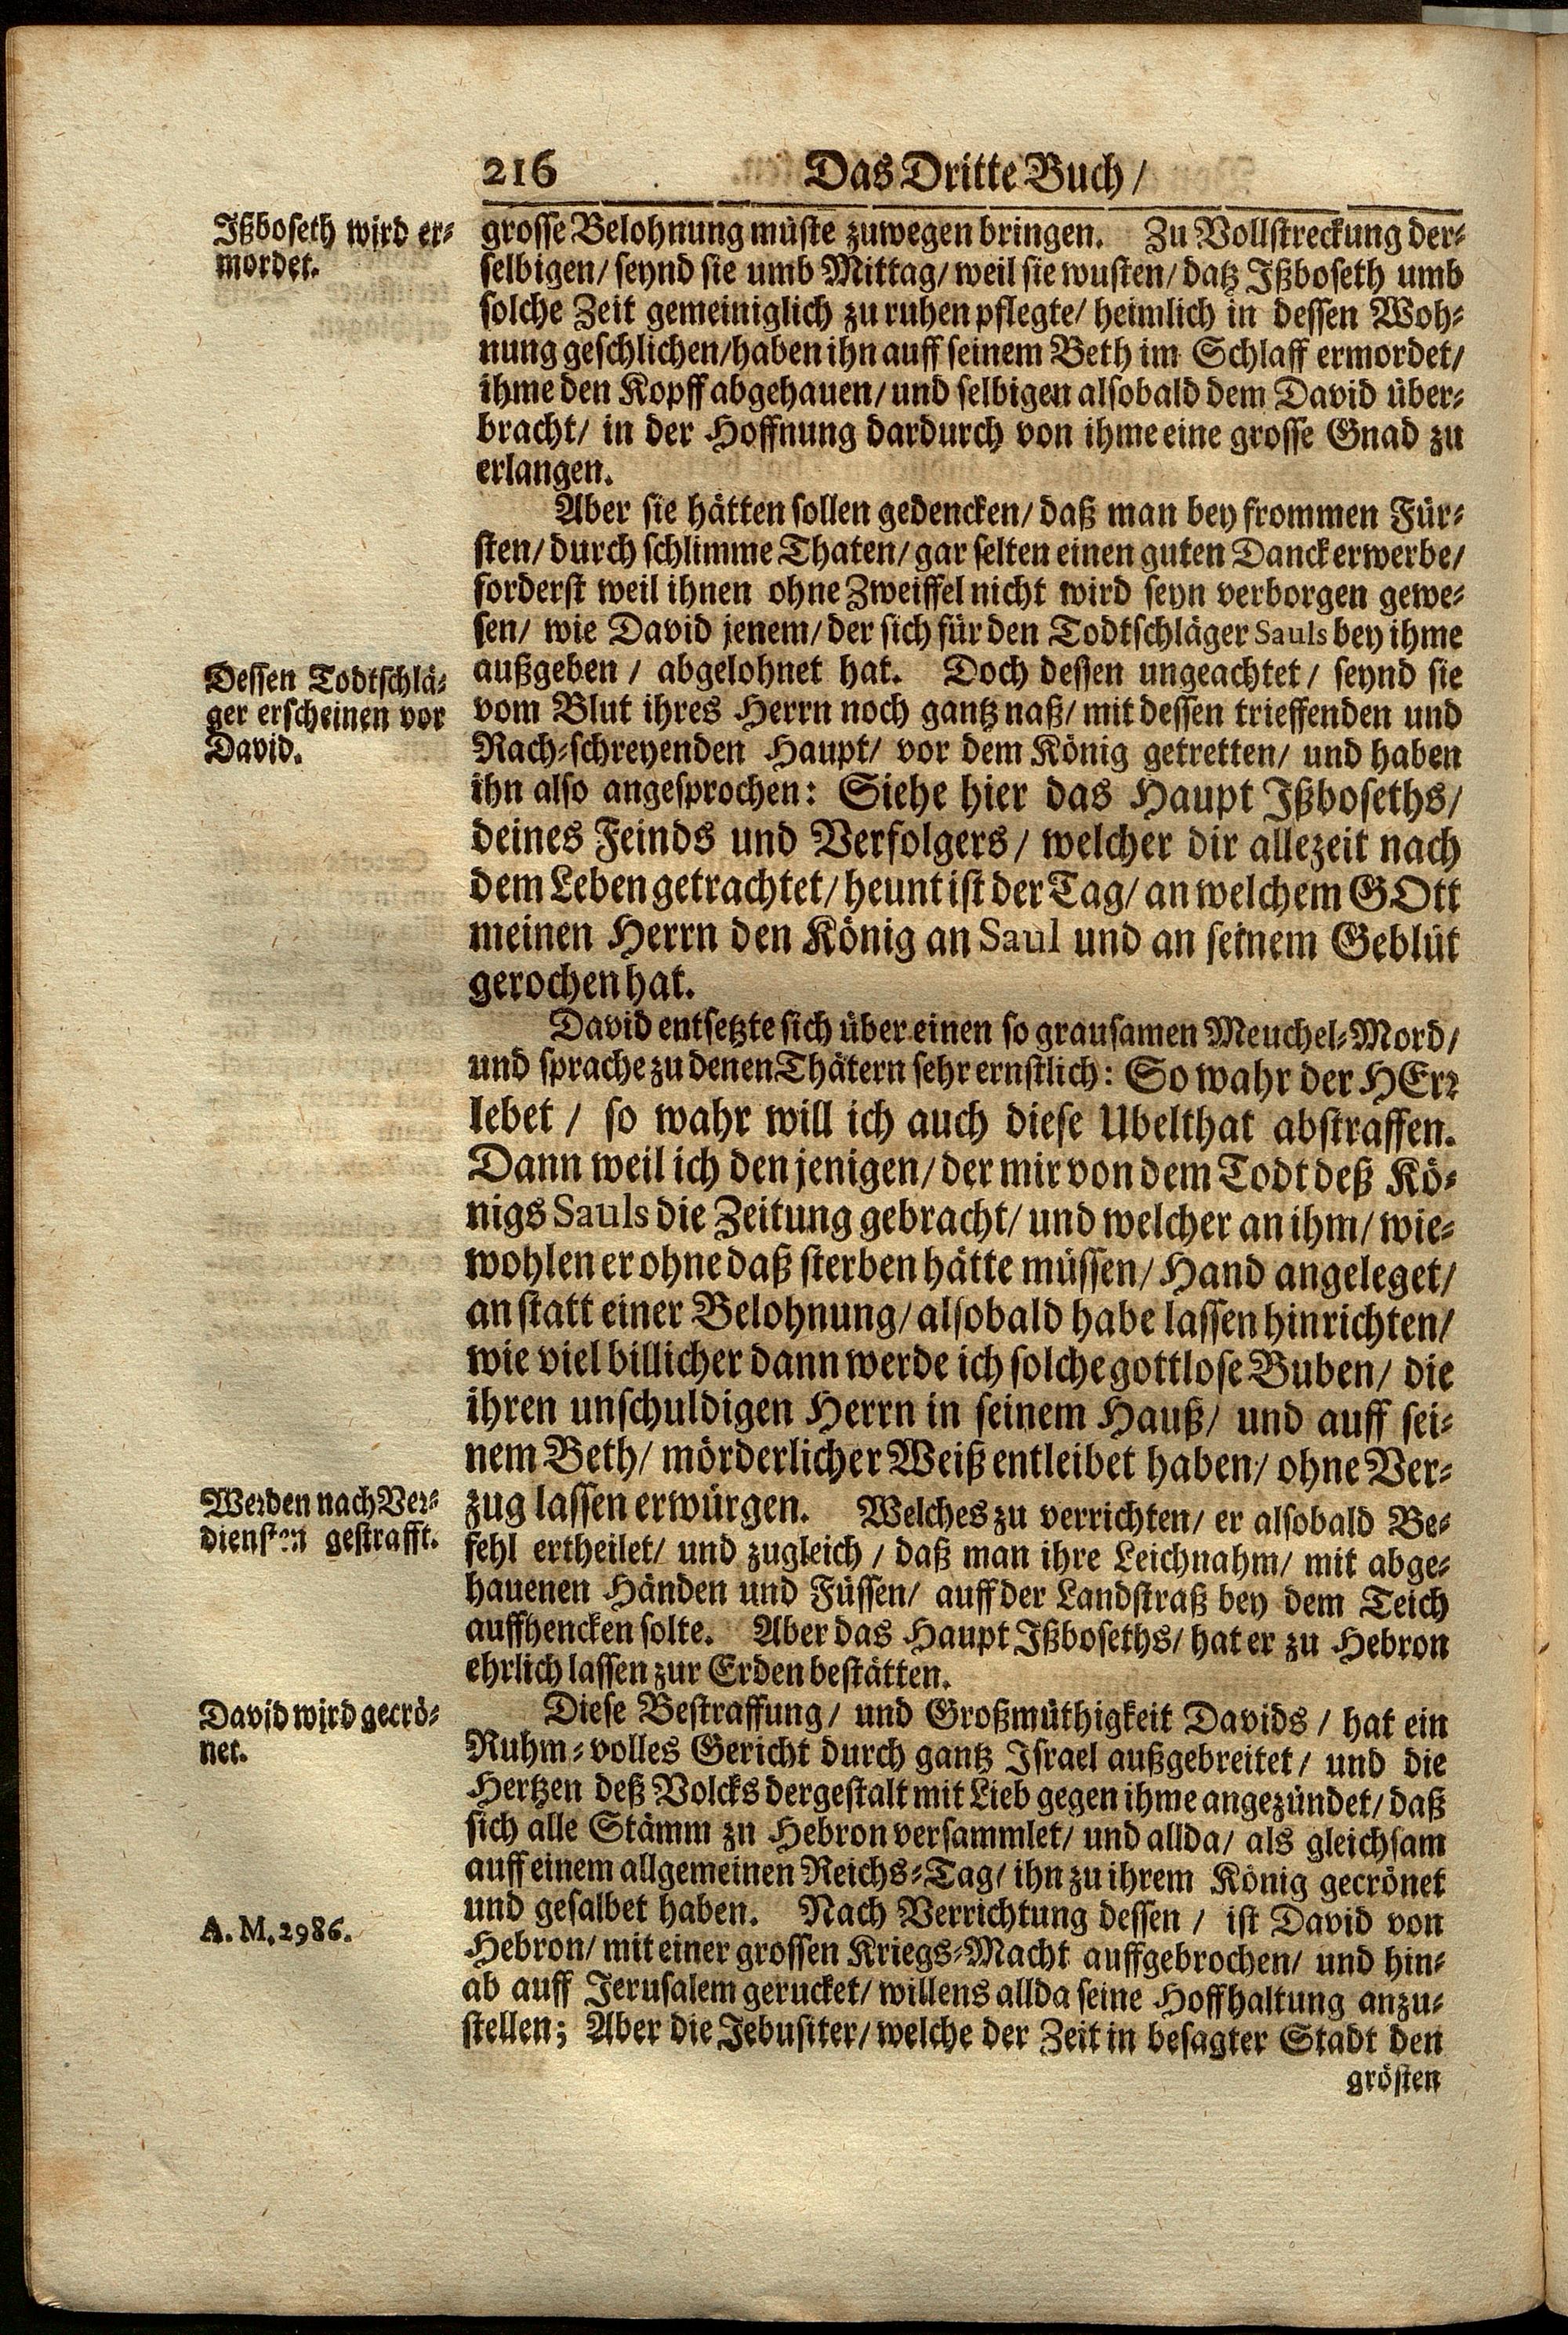 216 Das Dritte Buch/
Ißboseth wird er-
mordet.
grosse Belohnung müste zuwegen bringen. Zu Vollstreckung der-
selbigen/ seynd sie umb Mittag/ weil sie wusten/ datz Ißboseth umb
solche Zeit gemeiniglich zu ruhen pflegte/ heimlich in dessen Woh-
nung geschlichen/ haben ihn auff seinem Beth im Schlaff ermordet/
ihme den Kopff abgehauen/ und selbigen alsobald dem David über-
bracht/ in der Hoffnung dardurch von ihme eine grosse Gnad zu
erlangen.
Aber sie hätten sollen gedencken/ daß man bey frommen Für-
sten/ durch schlimme Thaten/ gar selten einen guten Danck erwerbe/
forderst weil ihnen ohne Zweiffel nicht wird seyn verborgen gewe-
sen/ wie David jenem/ der sich für den Todtschläger Sauls bey ihme
Dessen Todtschlä-
ger erscheinen vor
David.
außgeben/ abgelohnet hat. Doch dessen ungeachtet/ seynd sie
vom Blut ihres Herrn noch gantz naß/ mit dessen trieffenden und
Rach-schreyenden Haupt/ vor dem König getretten/ und haben
ihn also angesprochen: Siehe hier das Haupt Ißboseths/
deines Feinds und Verfolgers/ welcher dir allezeit nach
dem Leben getrachtet/ heunt ist der Tag/ an welchem GOtt
meinen Herrn den König an Saul und an seinem Geblüt
gerochen hat.
David entsetzte sich über einen so grausamen Meuchel-Mord/
und sprache zu denen Thätern sehr ernstlich: So wahr der HErr
lebet/ so wahr will ich auch diese Ubelthat abstraffen.
Dann weil ich den jenigen/ der mir von dem Todt deß Kö-
nigs Sauls die Zeitung gebracht/ und welcher an ihm/ wie-
wohlen er ohne daß sterben hätte müssen/ Hand angeleget/
an statt einer Belohnung/ alsobald habe lassen hinrichten/
wie viel billicher dann werde ich solche gottlose Buben/ die
ihren unschuldigen Herrn in seinem Hauß/ und auff sei-
nem Beth/ mörderlicher Weiß entleibet haben/ ohne Ver-
Werden nach Ver-
diensten gestrafft.
zug lassen erwürgen. Welches zu verrichten/ er alsobald Be-
fehl ertheilet/ und zugleich/ daß man ihre Leichnahm/ mit abge-
hauenen Händen und Füssen/ auff der Landstraß bey dem Teich
auffhencken solte. Aber das Haupt Ißboseths/ hat er zu Hebron
ehrlich lassen zur Erden bestätten.
David wird gecrö-
net.
Diese Bestraffung/ und Großmüthigkeit Davids/ hat ein
Ruhm-volles Gericht durch gantz Israel außgebreitet/ und die
Hertzen deß Volcks dergestalt mit Lieb gegen ihme angezündet/ daß
sich alle Stämm zu Hebron versammlet/ und allda/ als gleichsam
auff einem allgemeinen Reichs-Tag/ ihn zu ihrem König gecrönet
und gesalbet haben. Nach Verrichtung dessen/ ist David von
A. M. 2986.
Hebron/ mit einer grossen Kriegs-Macht auffgebrochen/ und hin-
ab auff Jerusalem gerucket/ willens allda seine Hoffhaltung anzu-
stellen; Aber die Jebusiter/ welche der Zeit in besagter Stadt den
grösten